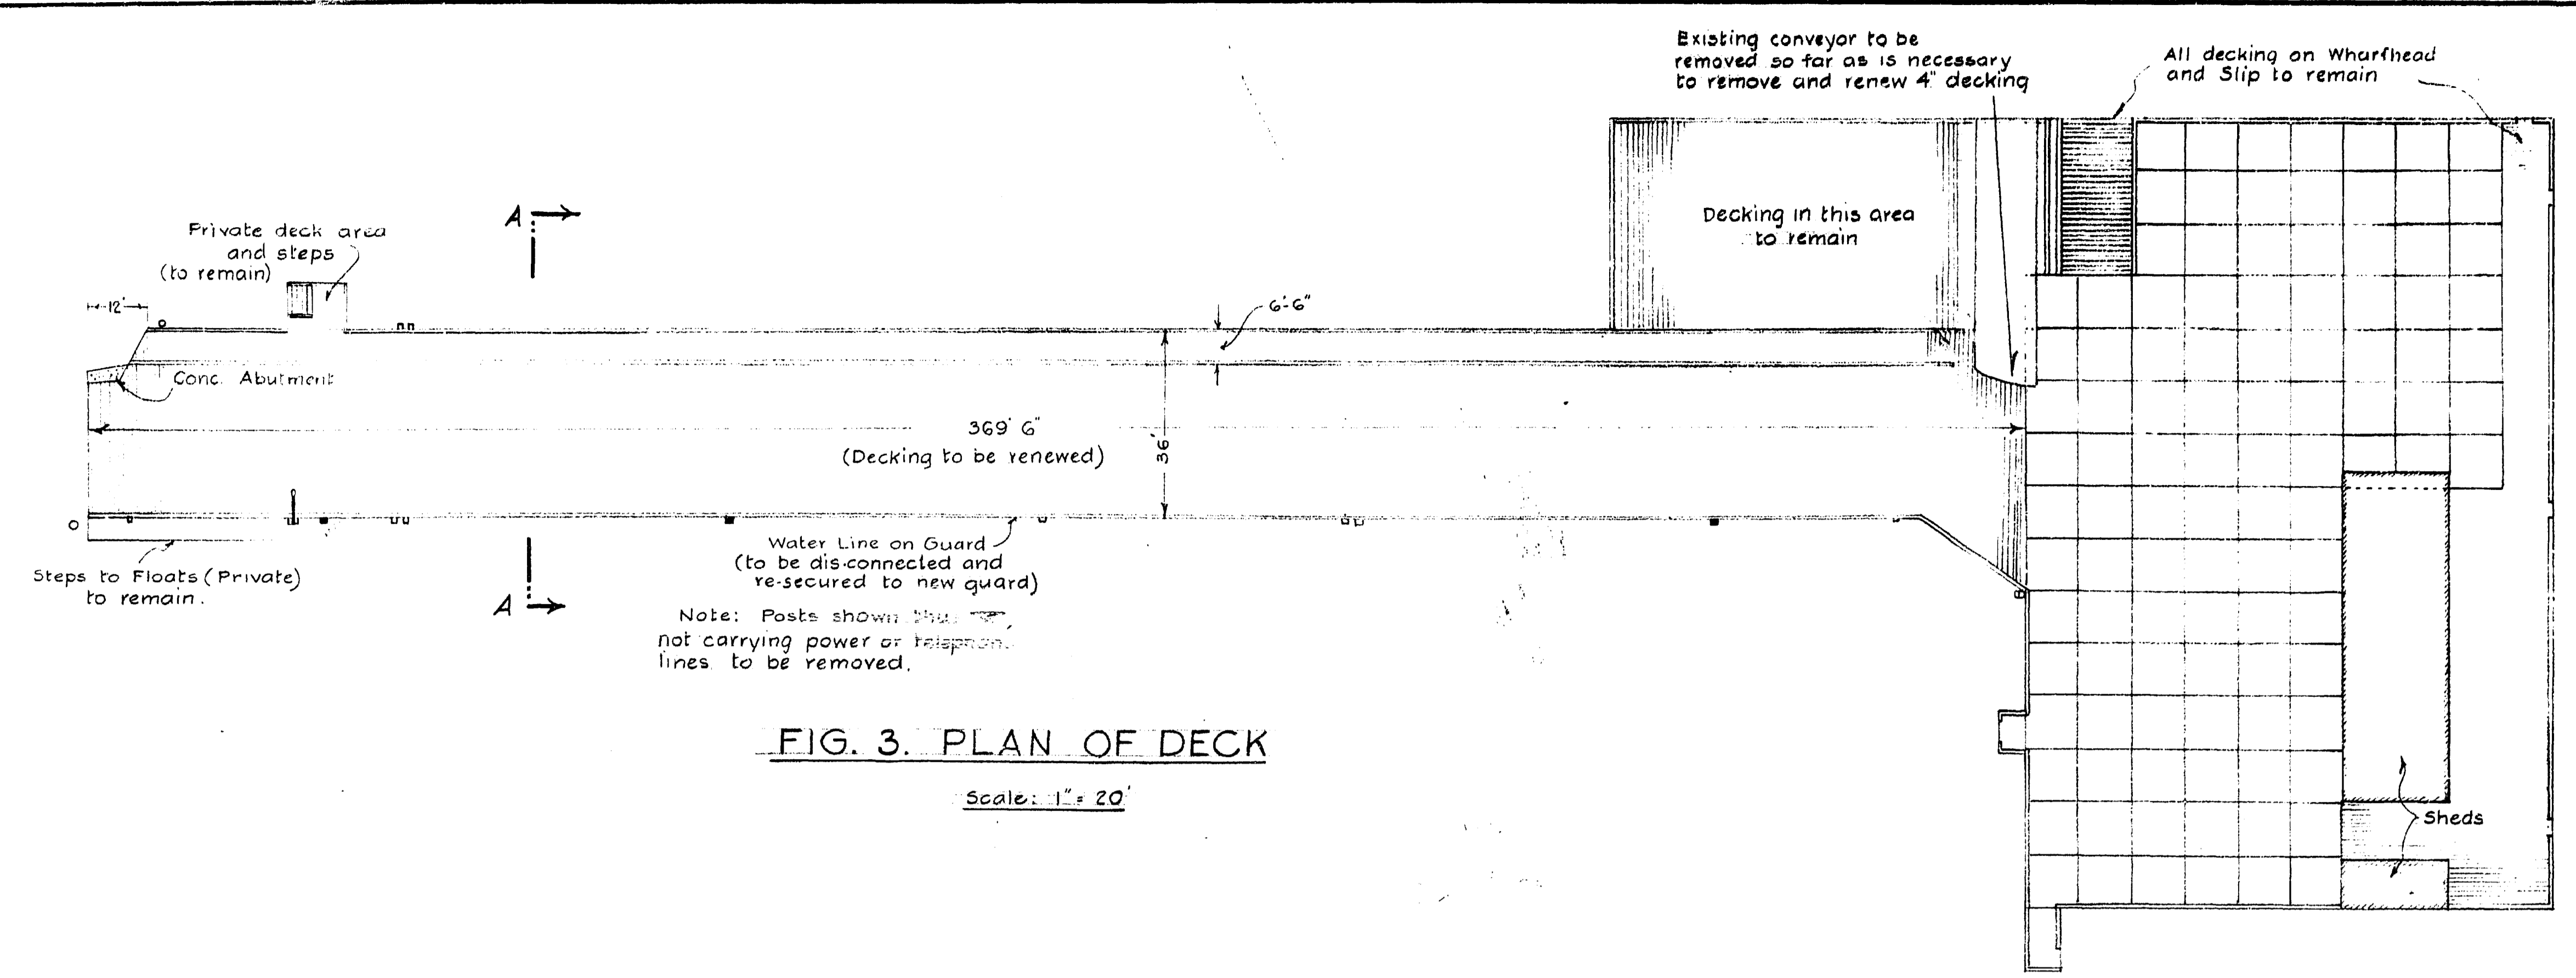 Existing conveyor to be
removed so far as is necessary
to remove and renew 4" decking
All decking on Wharfhead
and Slip to remain
Decking in this area
to remain
A
Private deck area
and steps
(to remain)
12'
6'-6"
Conc. Abutment
369' 6"
(Decking to be renewed)
36'
Water Line on Guard
(to be dis-connected and
re-secured to new guard)
Steps to Floats (Private)
to remain.
A
Note: Posts shown
not carrying power or
lines to be removed.
FIG. 3. PLAN OF DECK
Scale: 1" = 20'
Sheds